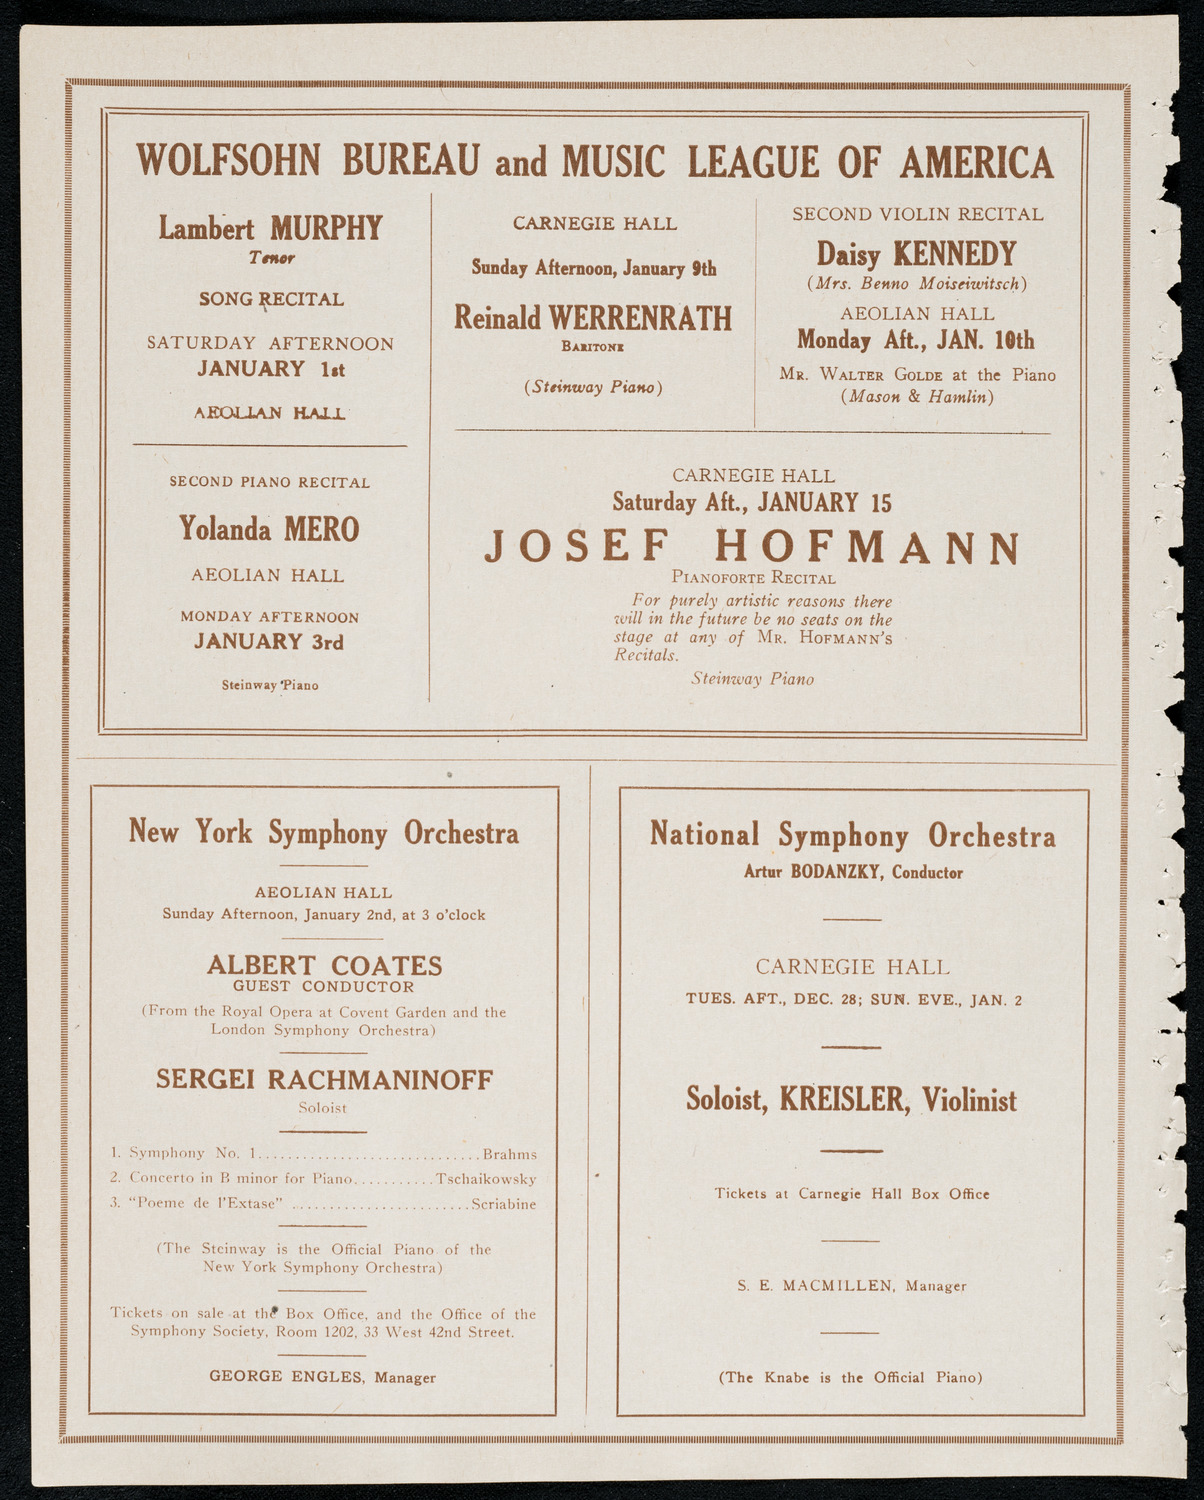 WOLFSOHN BUREAU and MUSIC LEAGUE OF AMERICA
Lambert MURPHY
Tenor
SONG RECITAL
SATURDAY AFTERNOON
JANUARY 1st
AEOLIAN HALL
SECOND PIANO RECITAL
Yolanda MERO
AEOLIAN HALL
MONDAY AFTERNOON
JANUARY 3rd
Steinway Piano
CARNEGIE HALL
Sunday Afternoon, January 9th
Reinald WERRENRATH
BARITONE
(Steinway Piano)
SECOND VIOLIN RECITAL
Daisy KENNEDY
(Mrs. Benno Moiseiwitsch)
AEOLIAN HALL
Monday Aft., JAN. 10th
MR. WALTER GOLDE at the Piano
(Mason & Hamlin)
CARNEGIE HALL
Saturday Aft., JANUARY 15
JOSEF HOFMANN
PIANOFORTE RECITAL
For purely artistic reasons there
will in the future be no seats on the
stage at any of MR. HOFMANN'S
Recitals.
Steinway Piano
New York Symphony Orchestra
AEOLIAN HALL
Sunday Afternoon, January 2nd, at 3 o'clock
ALBERT COATES
GUEST CONDUCTOR
(From the Royal Opera at Covent Garden and the
London Symphony Orchestra)
SERGEI RACHMANINOFF
Soloist
1. Symphony No. 1..............................Brahms
2. Concerto in B minor for Piano...........Tschaikowsky
3. "Poeme de l'Extase" ........................Scriabine
(The Steinway is the Official Piano of the
New York Symphony Orchestra)
Tickets on sale at the Box Office, and the Office of the
Symphony Society, Room 1202, 33 West 42nd Street.
GEORGE ENGLES, Manager
National Symphony Orchestra
Artur BODANZKY, Conductor
CARNEGIE HALL
TUES. AFT., DEC. 28; SUN. EVE., JAN. 2
Soloist, KREISLER, Violinist
Tickets at Carnegie Hall Box Office
S. E. MACMILLEN, Manager
(The Knabe is the Official Piano)